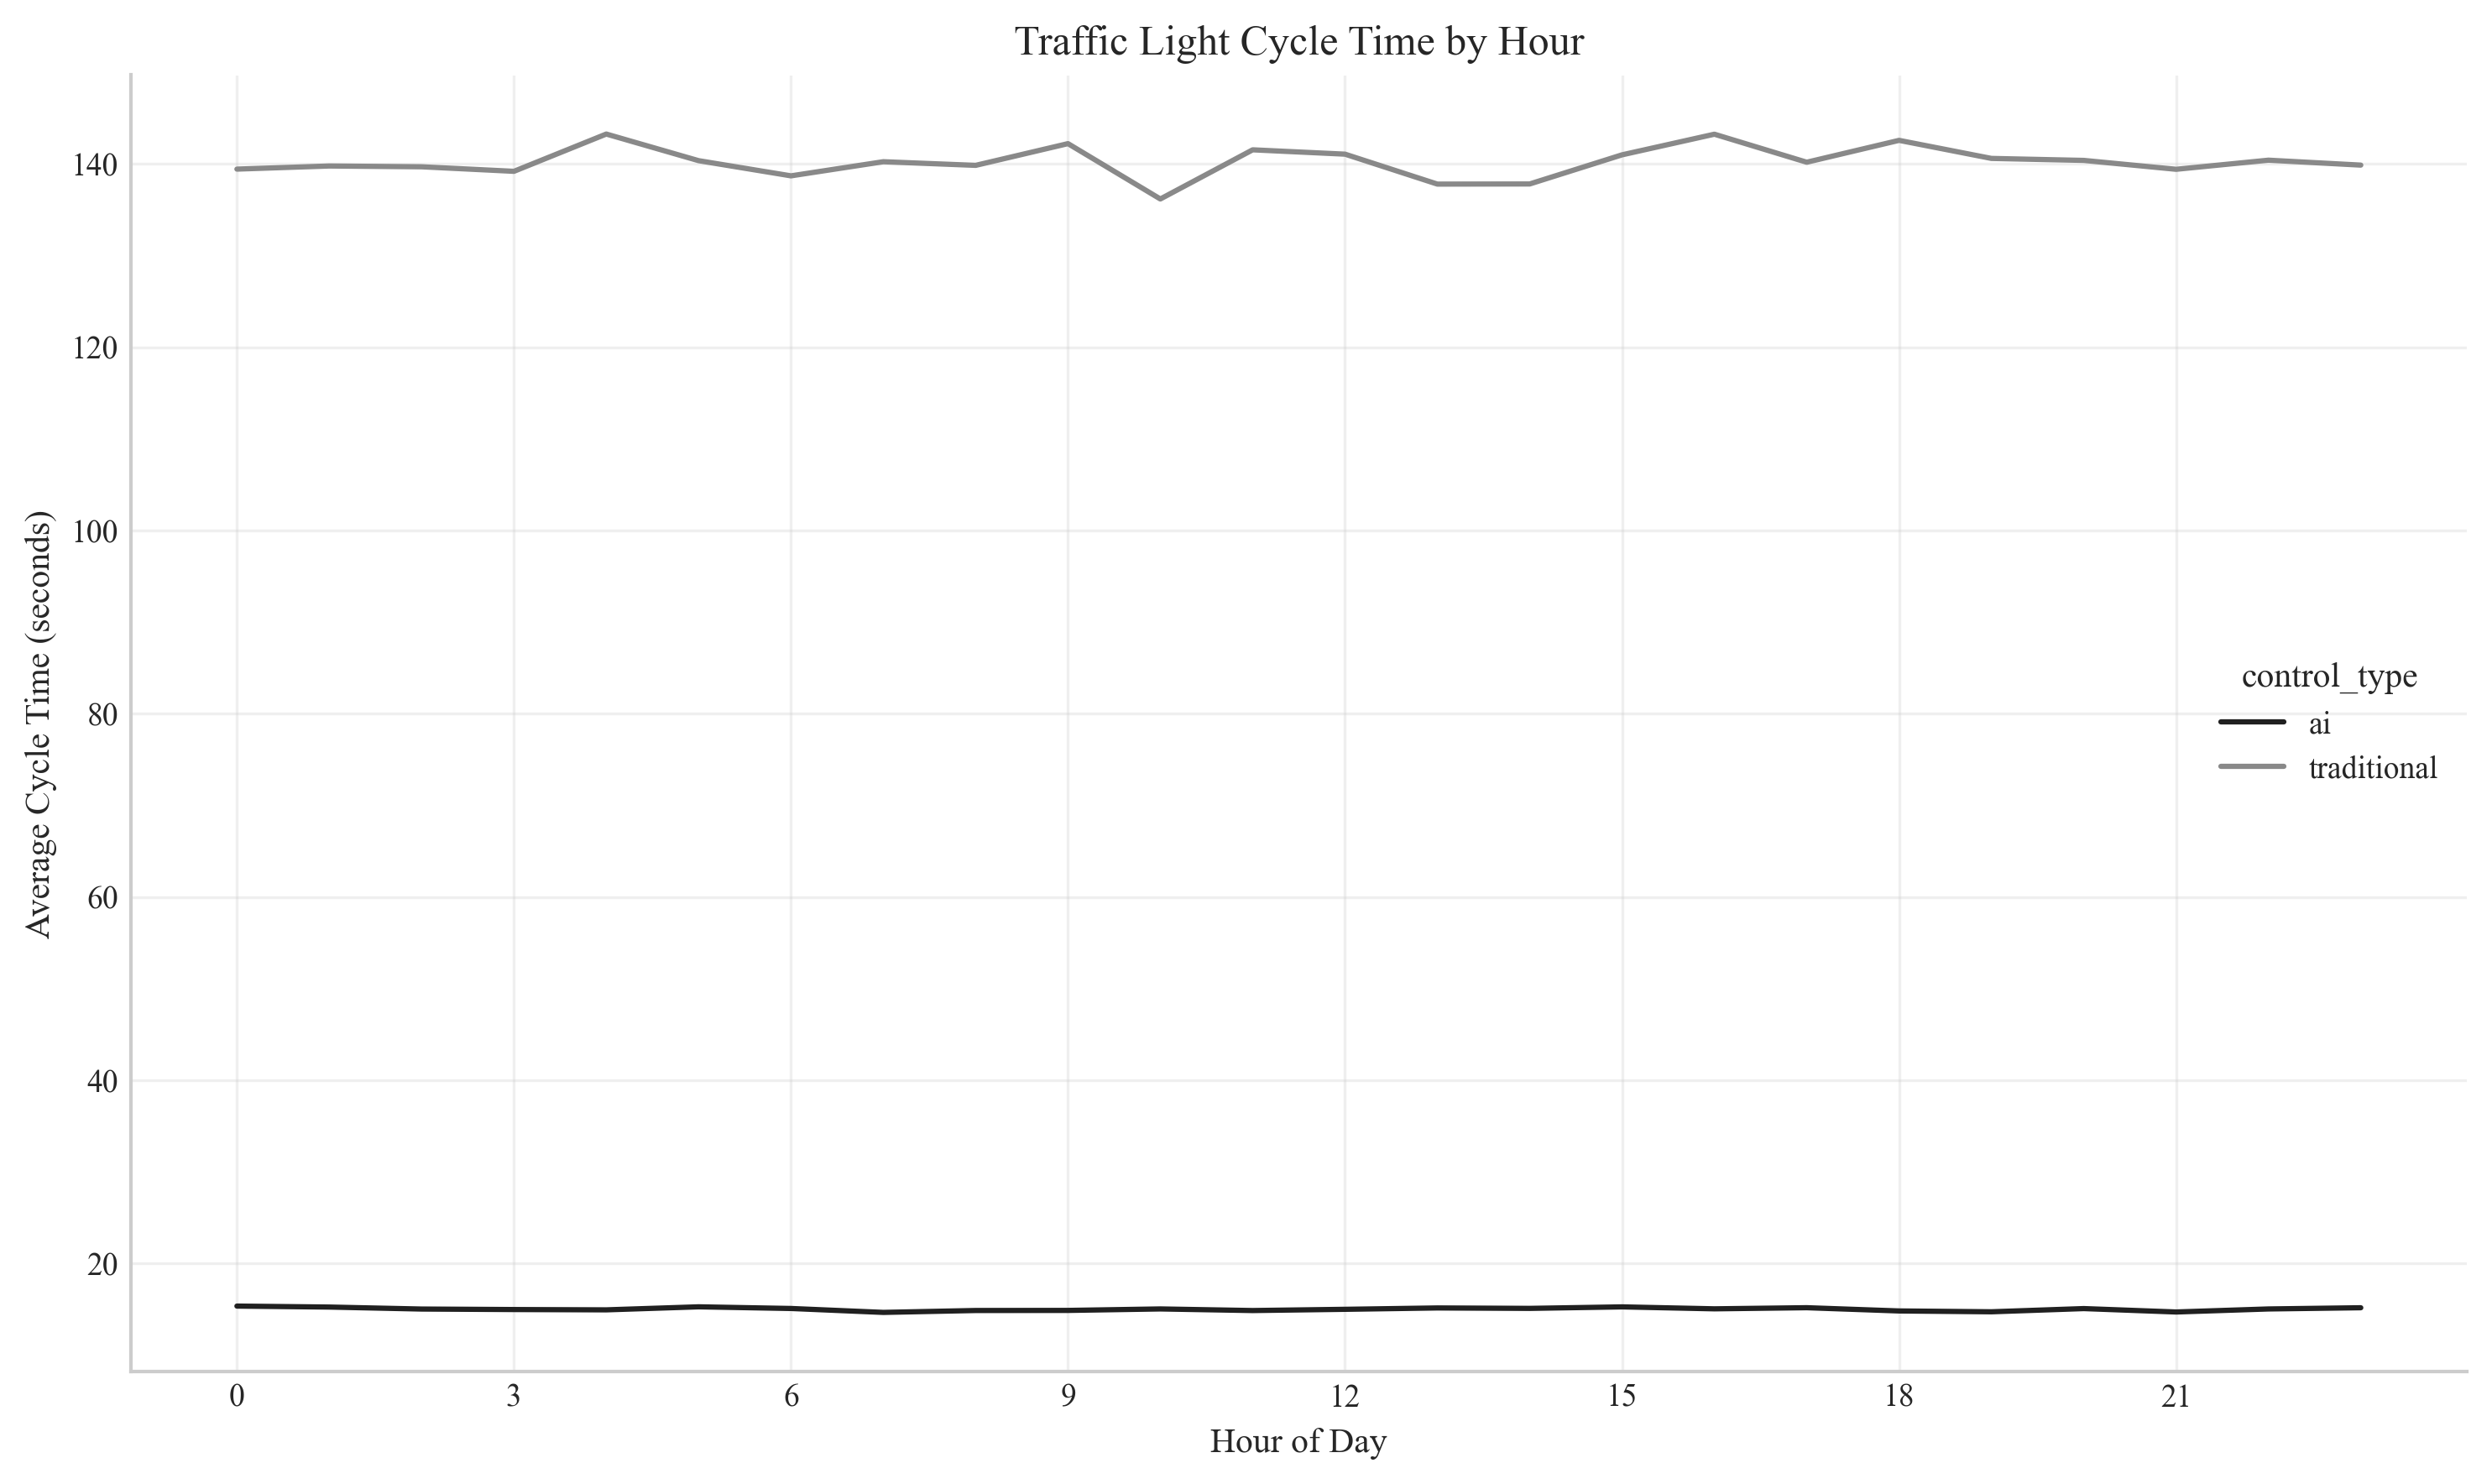 Traffic Light Cycle Time by Hour
Average Cycle Time (seconds)
140
120
100
80
60
40
20
control_type
ai
traditional
0 3 6 9 12 15 18 21
Hour of Day